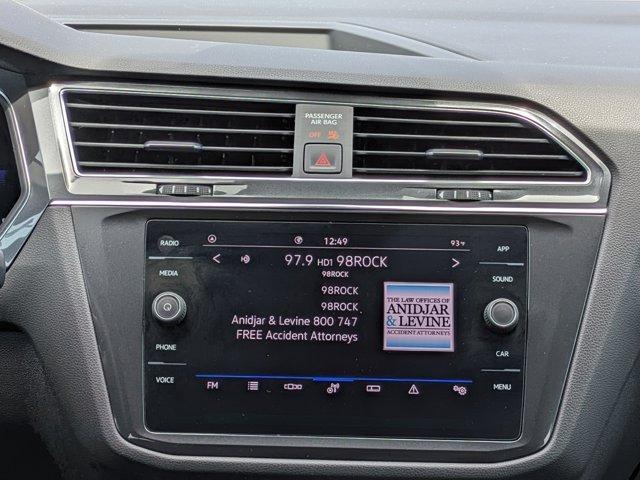 PASSENGER
AIR BAG
OFF
RADIO
12:49
93°F
APP
97.9 HD1 98ROCK
98ROCK
MEDIA
SOUND
98ROCK
98ROCK
Anidjar & Levine 800 747
FREE Accident Attorneys
THE LAW OFFICES OF
ANIDJAR
& LEVINE
ACCIDENT ATTORNEYS
PHONE
CAR
VOICE
FM
MENU